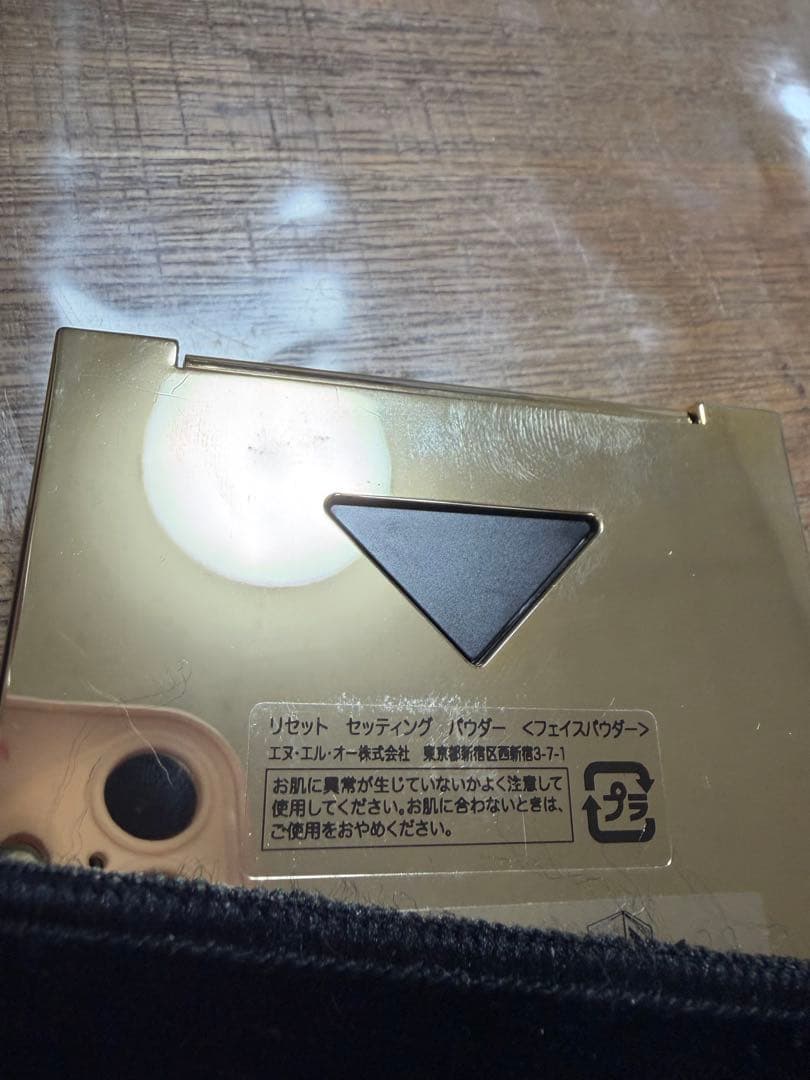 リセット セッティング パウダー <フェイスパウダー>
エヌ・エル・オー株式会社 東京都新宿区西新宿3-7-1
お肌に異常が生じていないかよく注意して
使用してください。お肌に合わないときは、
ご使用をおやめください。
プラ